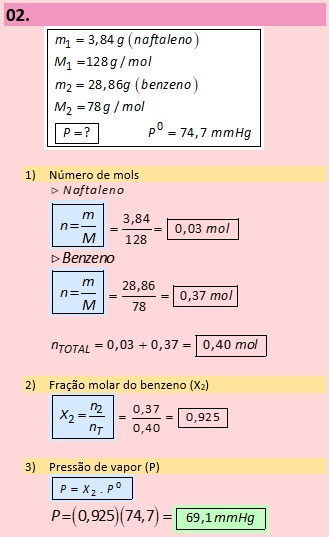 02.
m₁ = 3,84 g (naftaleno)
M₁ =128 g / mol
m₂ = 28,86g (benzeno)
M₂ =78 g / mol
P = ? P⁰ = 74,7 mmHg
1) Número de mols
▷ Naftaleno
n = m/M = 3,84/128 = 0,03 mol
▷Benzeno
n = m/M = 28,86/78 = 0,37 mol
nTOTAL = 0,03 + 0,37 = 0,40 mol
2) Fração molar do benzeno (X₂)
X₂ = n₂/nT = 0,37/0,40 = 0,925
3) Pressão de vapor (P)
P = X₂ . P⁰
P=(0,925)(74,7) = 69,1 mmHg